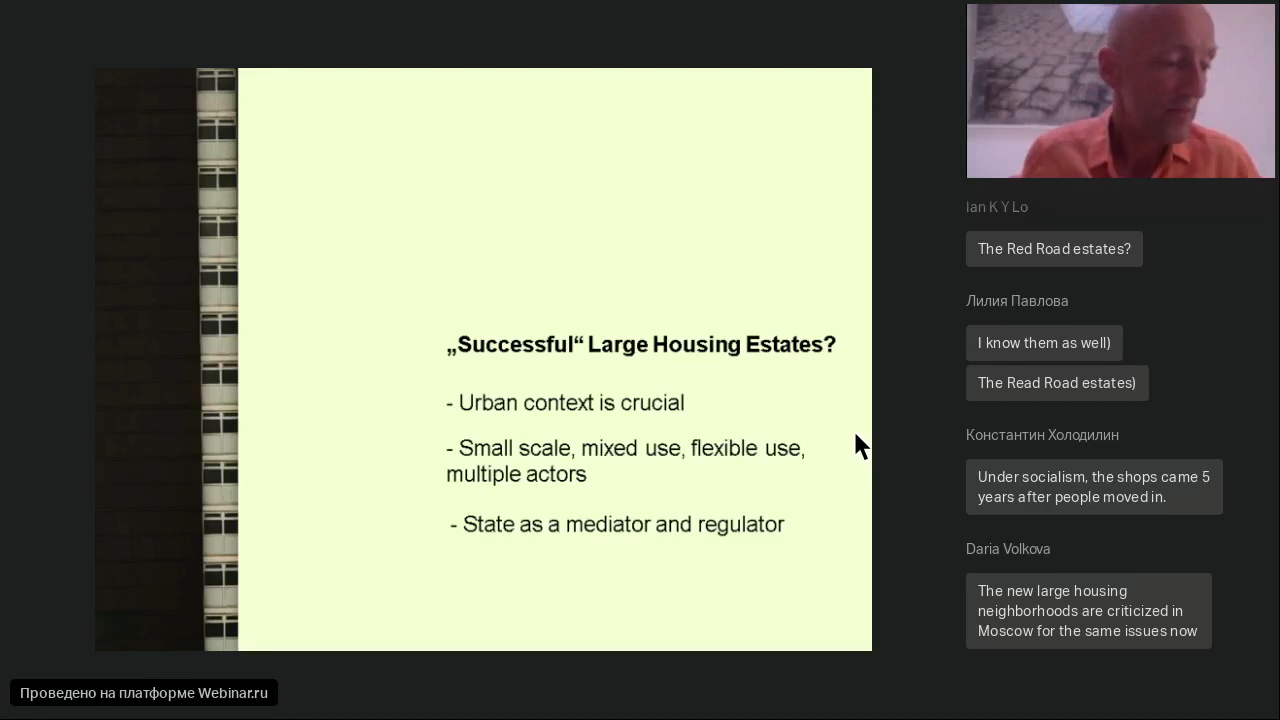 „Successful“ Large Housing Estates?
- Urban context is crucial
- Small scale, mixed use, flexible use,
multiple actors
- State as a mediator and regulator
Ian K Y Lo
The Red Road estates?
Лилия Павлова
I know them as well)
The Read Road estates)
Константин Холодилин
Under socialism, the shops came 5
years after people moved in.
Daria Volkova
The new large housing
neighborhoods are criticized in
Moscow for the same issues now
Проведено на платформе Webinar.ru